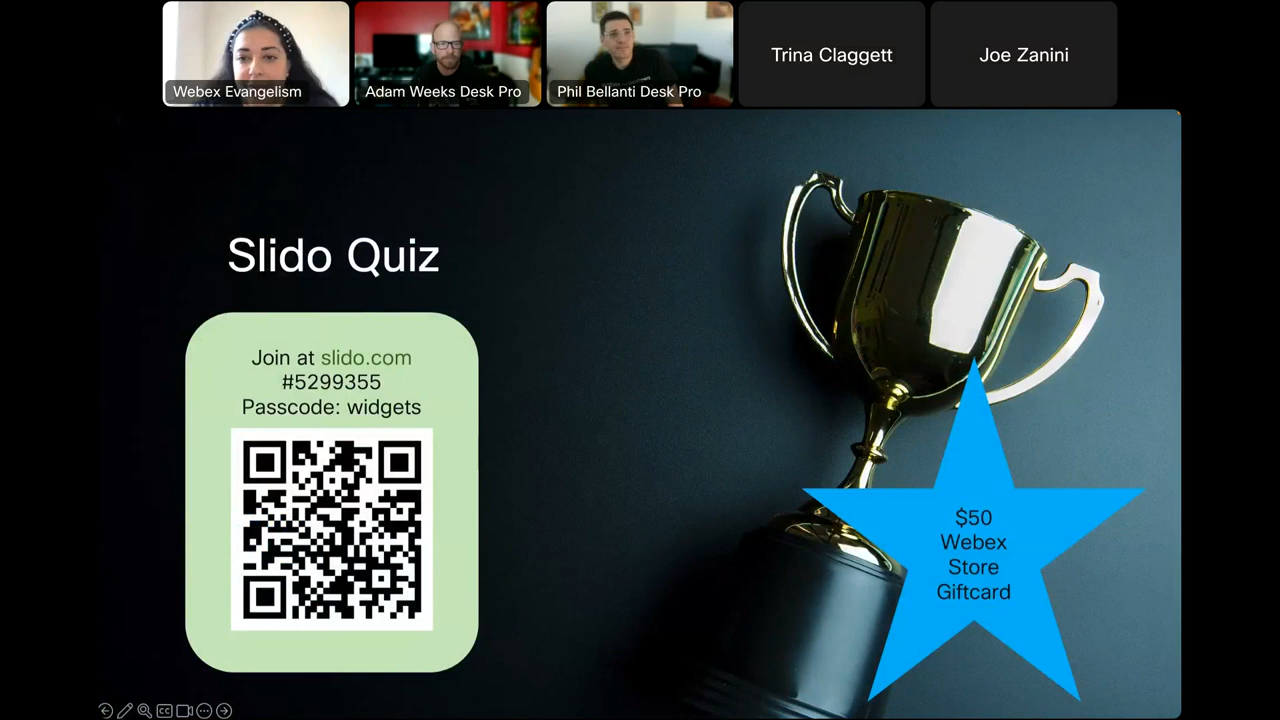 Webex Evangelism
Adam Weeks Desk Pro
Phil Bellanti Desk Pro
Trina Claggett
Joe Zanini
Slido Quiz
Join at slido.com
#5299355
Passcode: widgets
$50
Webex
Store
Giftcard
CC